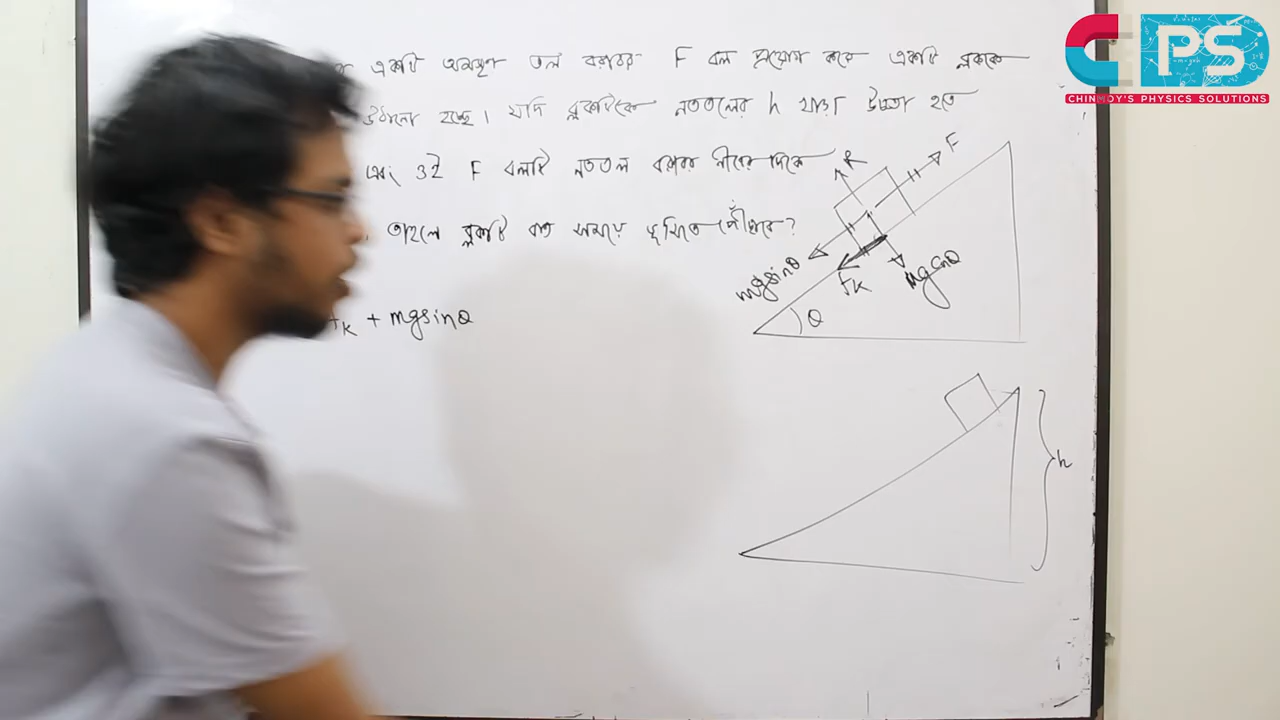 একটি অমসৃণ তল বরাবর F বল প্রয়োগ করে একটি ব্লককে
উঠানো হচ্ছে। যদি ব্লকটিকে নততলের h খাড়া উচ্চতা হতে
এবং ঐ F বলটি নততল বরাবর নীচের দিকে
তাহলে ব্লকটি কত সময়ে ভূমিতে পৌঁছাবে?
K + mgsinθ
R
F
mgsinθ
fK
mgcosθ
θ
h
CPS
CHINMOY'S PHYSICS SOLUTIONS